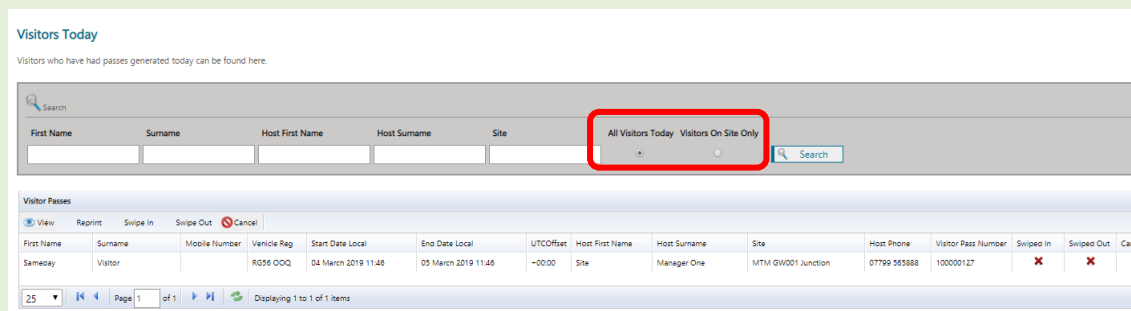 Visitors Today
Visitors who have had passes generated today can be found here.
Search
First Name Surname Host First Name Host Surname Site All Visitors Today Visitors On Site Only
Search
Visitor Passes
View Reprint Swipe In Swipe Out Cancel
First Name Surname Mobile Number Vehicle Reg Start Date Local End Date Local UTCOffset Host First Name Host Surname Site Host Phone Visitor Pass Number Swiped In Swiped Out
Sameday Visitor RG56 OOQ 04 March 2019 11:46 05 March 2019 11:46 +00:00 Site Manager One MTM GW001 Junction 07799 565888 100000127
25 Page 1 of 1 Displaying 1 to 1 of 1 items